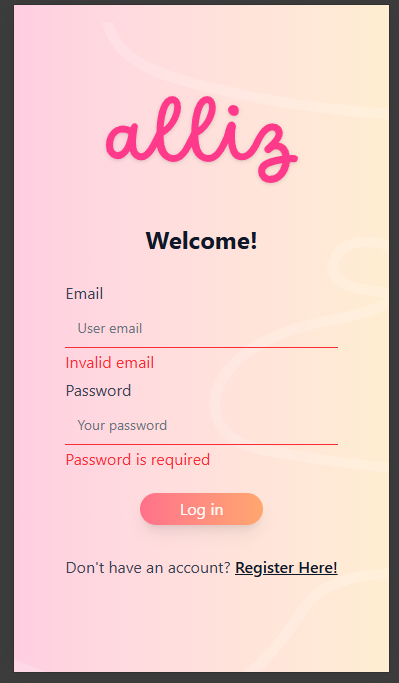 alliz
Welcome!
Email
User email
Invalid email
Password
Your password
Password is required
Log in
Don't have an account? Register Here!